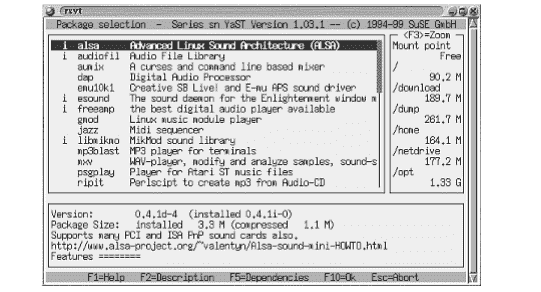 rxvt
Package selection - Series sn YaST Version 1.03.1 -- (c) 1994-99 SuSE GmbH
<F3>=Zoom
i alsa Advanced Linux Sound Architecture (ALSA)
i audiofil Audio File Library
aumix A curses and command line based mixer
dap Digital Audio Processor
emu10k1 Creative SB Live! and E-mu APS sound driver
i esound The sound daemon for the Enlightenment window m
i freeamp the best digital audio player available
gmod Linux music module player
jazz Midi sequencer
i libmikmo MikMod sound library
mp3blast MP3 player for terminals
mxv WAV-player, modify and analyze samples, sound-s
psgplay Player for Atari ST music files
ripit Perlscipt to create mp3 from Audio-CD
Mount point
Free
/
90.2 M
/download
189.7 M
/dump
261.7 M
/home
164.1 M
/netdrive
177.2 M
/opt
1.33 G
Version: 0.4.1d-4 (installed 0.4.1i-0)
Package Size: installed 3.3 M (compressed 1.1 M)
Supports many PCI and ISA PnP sound cards also.
http://www.alsa-project.org/~valentyn/Alsa-sound-mini-HOWTO.html
Features ========
F1=Help F2=Description F5=Dependencies F10=Ok Esc=Abort